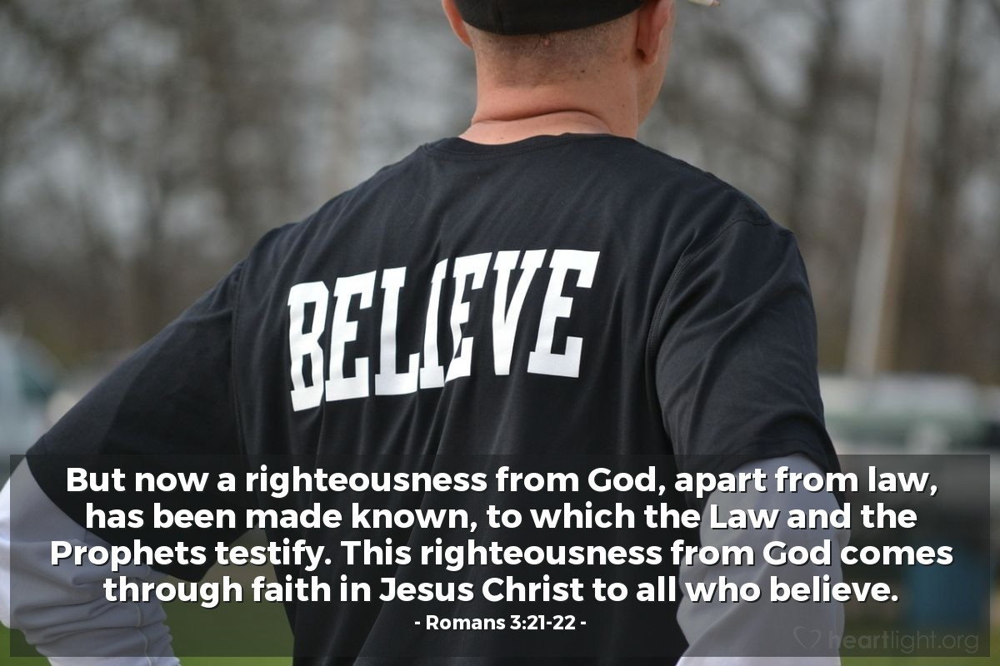 BELIEVE
But now a righteousness from God, apart from law,
has been made known, to which the Law and the
Prophets testify. This righteousness from God comes
through faith in Jesus Christ to all who believe.
- Romans 3:21-22 -
heartlight.org